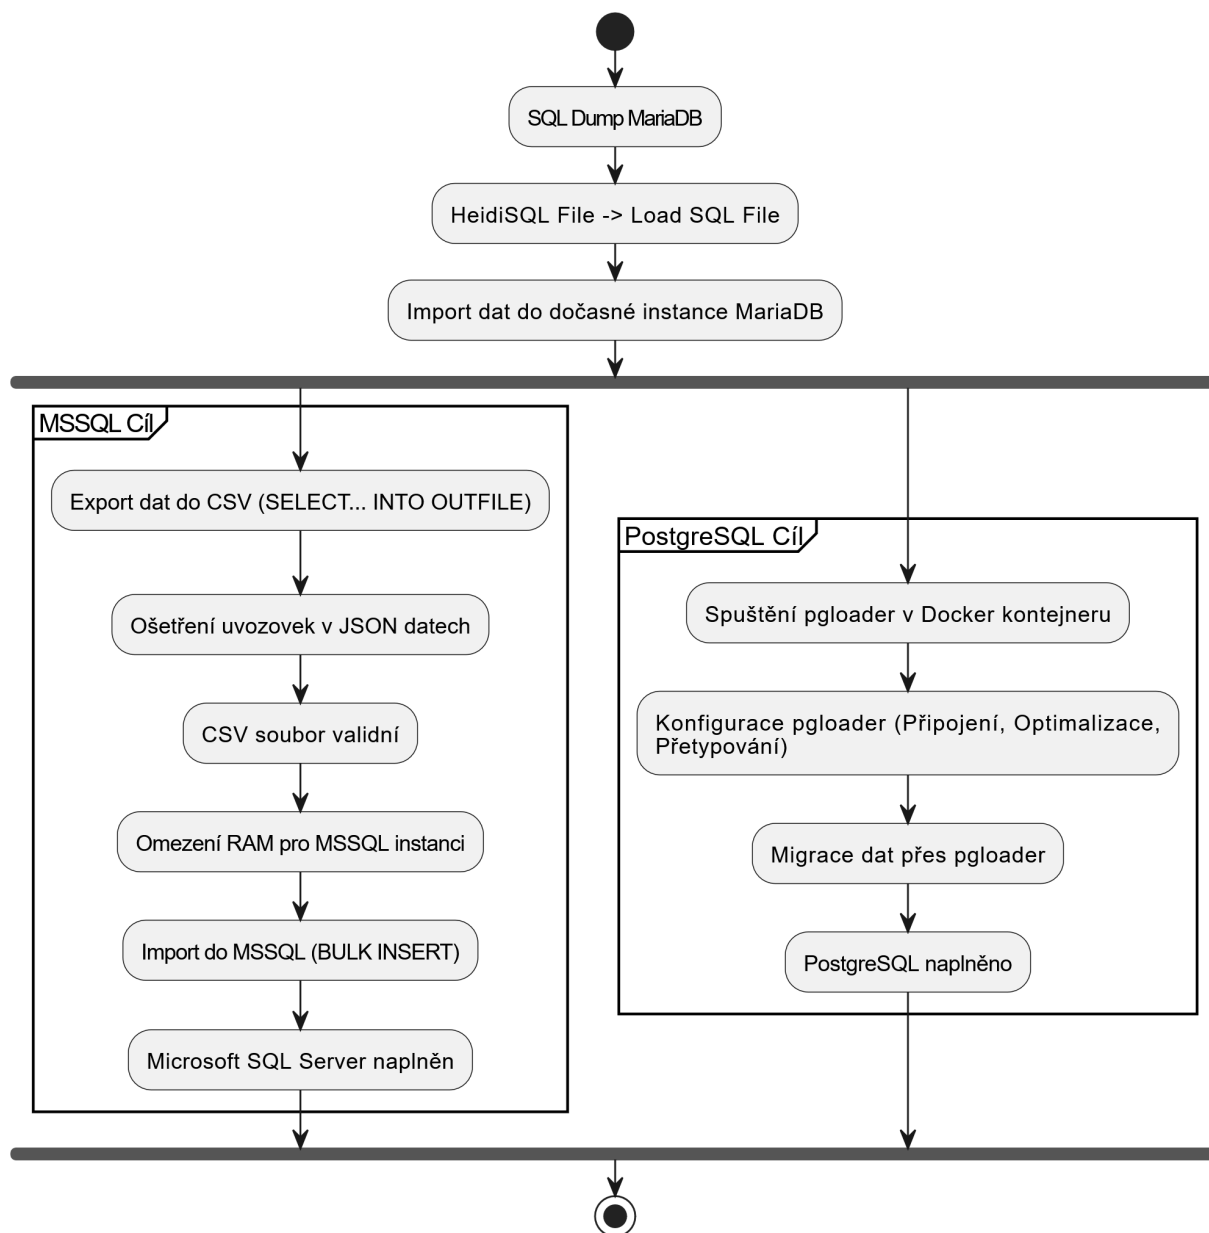 SQL Dump MariaDB
HeidiSQL File -> Load SQL File
Import dat do dočasné instance MariaDB
MSSQL Cíl
Export dat do CSV (SELECT... INTO OUTFILE)
Ošetření uvozovek v JSON datech
CSV soubor validní
Omezení RAM pro MSSQL instanci
Import do MSSQL (BULK INSERT)
Microsoft SQL Server naplněn
PostgreSQL Cíl
Spuštění pgloader v Docker kontejneru
Konfigurace pgloader (Připojení, Optimalizace,
Přetypování)
Migrace dat přes pgloader
PostgreSQL naplněno